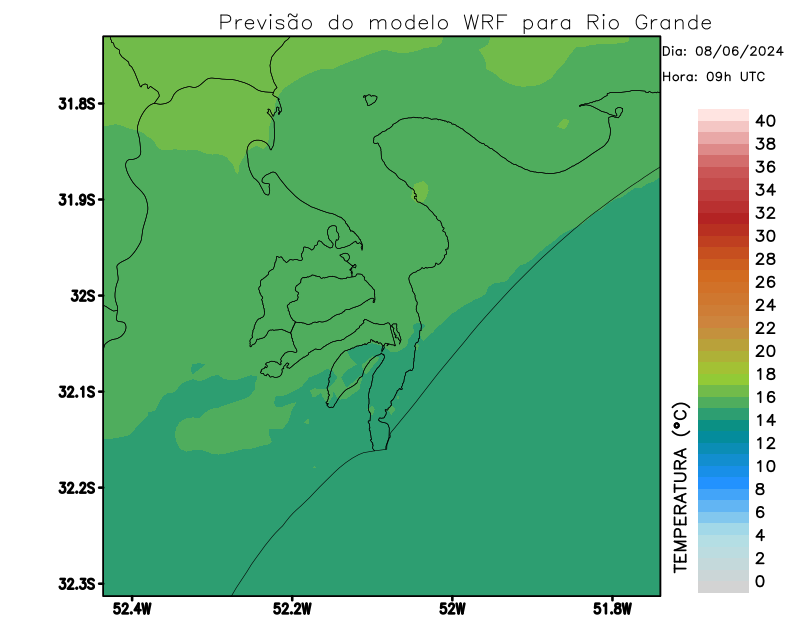 Previsão do modelo WRF para Rio Grande
Dia: 08/06/2024
Hora: 09h UTC
31.8S
31.9S
32S
32.1S
32.2S
32.3S
52.4W
52.2W
52W
51.8W
40
38
36
34
32
30
28
26
24
22
20
18
16
14
12
10
8
6
4
2
0
TEMPERATURA (ºC)